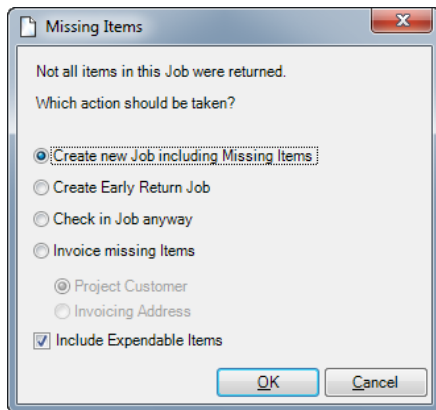 Missing Items
Not all items in this Job were returned.
Which action should be taken?
Create new Job including Missing Items
Create Early Return Job
Check in Job anyway
Invoice missing Items
Project Customer
Invoicing Address
Include Expendable Items
OK
Cancel